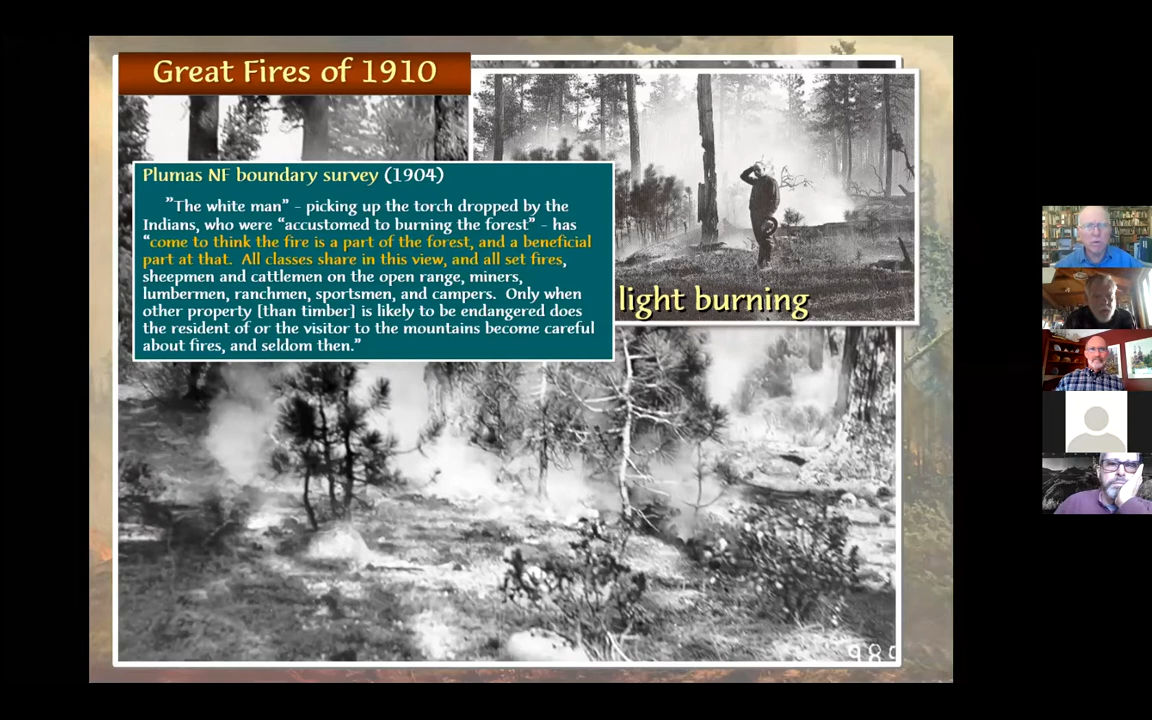 Great Fires of 1910
Plumas NF boundary survey (1904)
”The white man” - picking up the torch dropped by the
Indians, who were “accustomed to burning the forest” - has
“come to think the fire is a part of the forest, and a beneficial
part at that. All classes share in this view, and all set fires,
sheepmen and cattlemen on the open range, miners,
lumbermen, ranchmen, sportsmen, and campers. Only when
other property [than timber] is likely to be endangered does
the resident of or the visitor to the mountains become careful
about fires, and seldom then.”
light burning
980